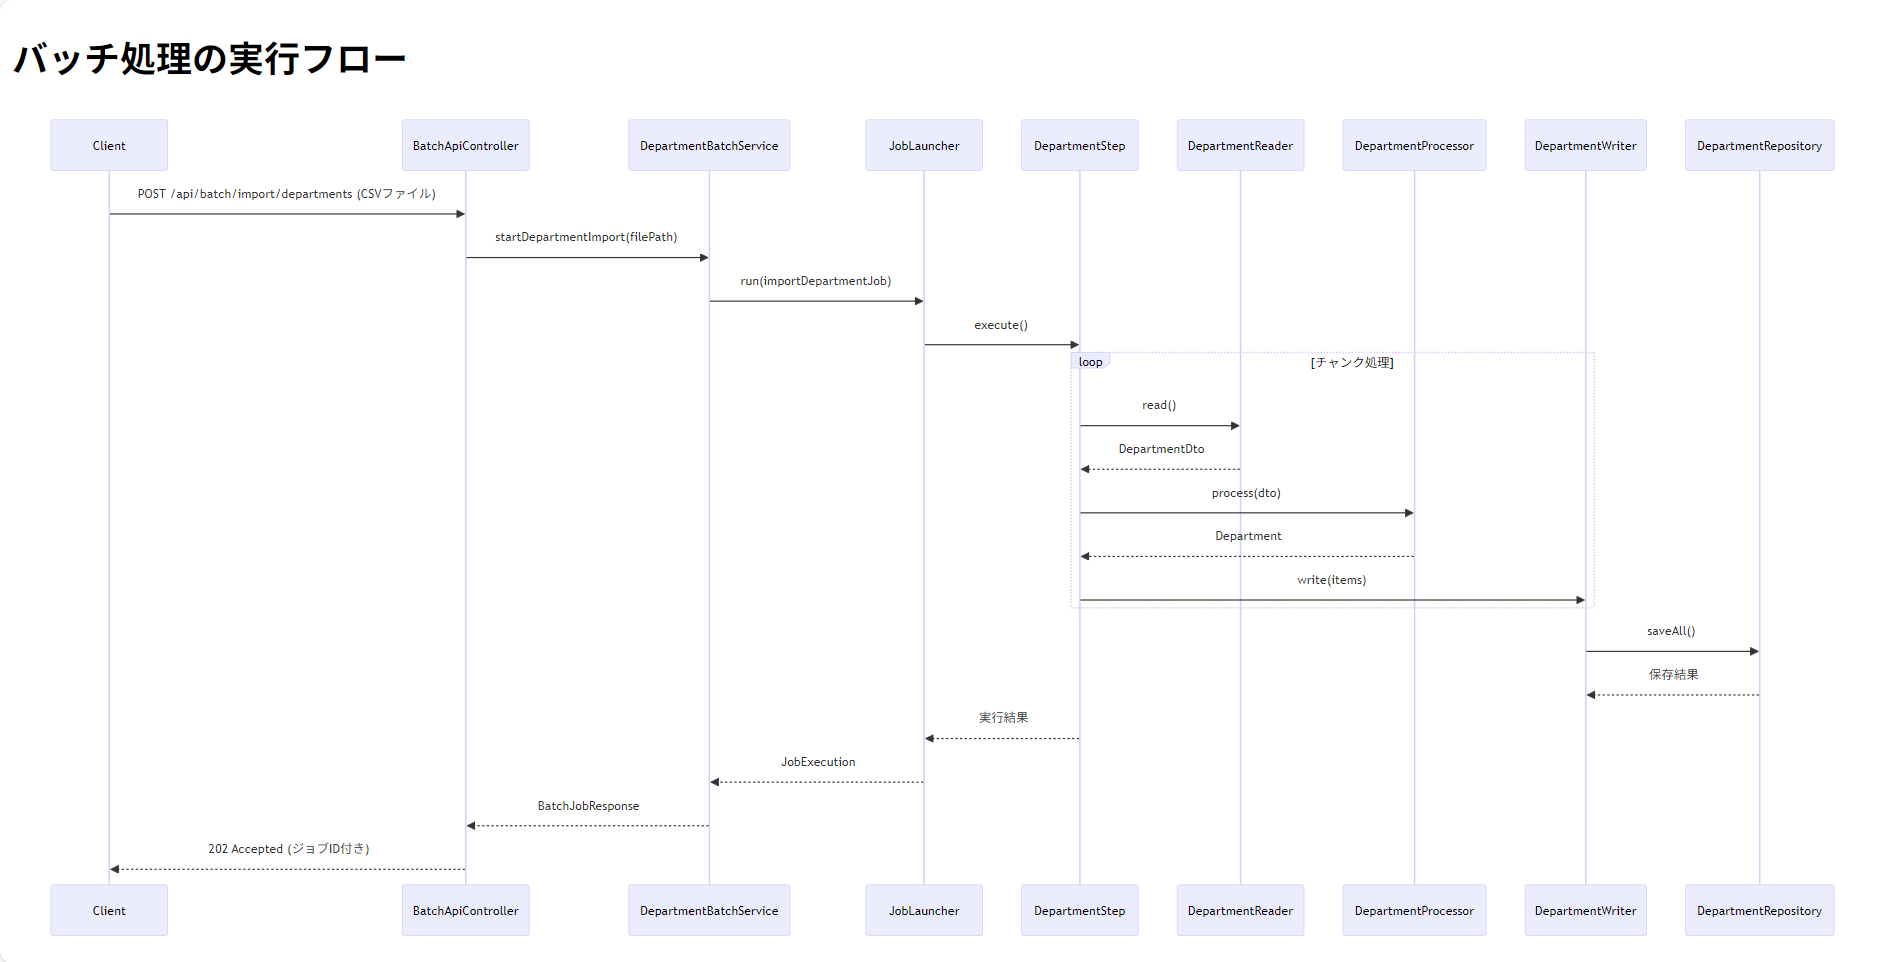 バッチ処理の実行フロー
Client
BatchApiController
DepartmentBatchService
JobLauncher
DepartmentStep
DepartmentReader
DepartmentProcessor
DepartmentWriter
DepartmentRepository
POST /api/batch/import/departments (CSVファイル)
startDepartmentImport(filePath)
run(importDepartmentJob)
execute()
loop
[チャンク処理]
read()
DepartmentDto
process(dto)
Department
write(items)
saveAll()
保存結果
実行結果
JobExecution
BatchJobResponse
202 Accepted (ジョブID付き)
Client
BatchApiController
DepartmentBatchService
JobLauncher
DepartmentStep
DepartmentReader
DepartmentProcessor
DepartmentWriter
DepartmentRepository